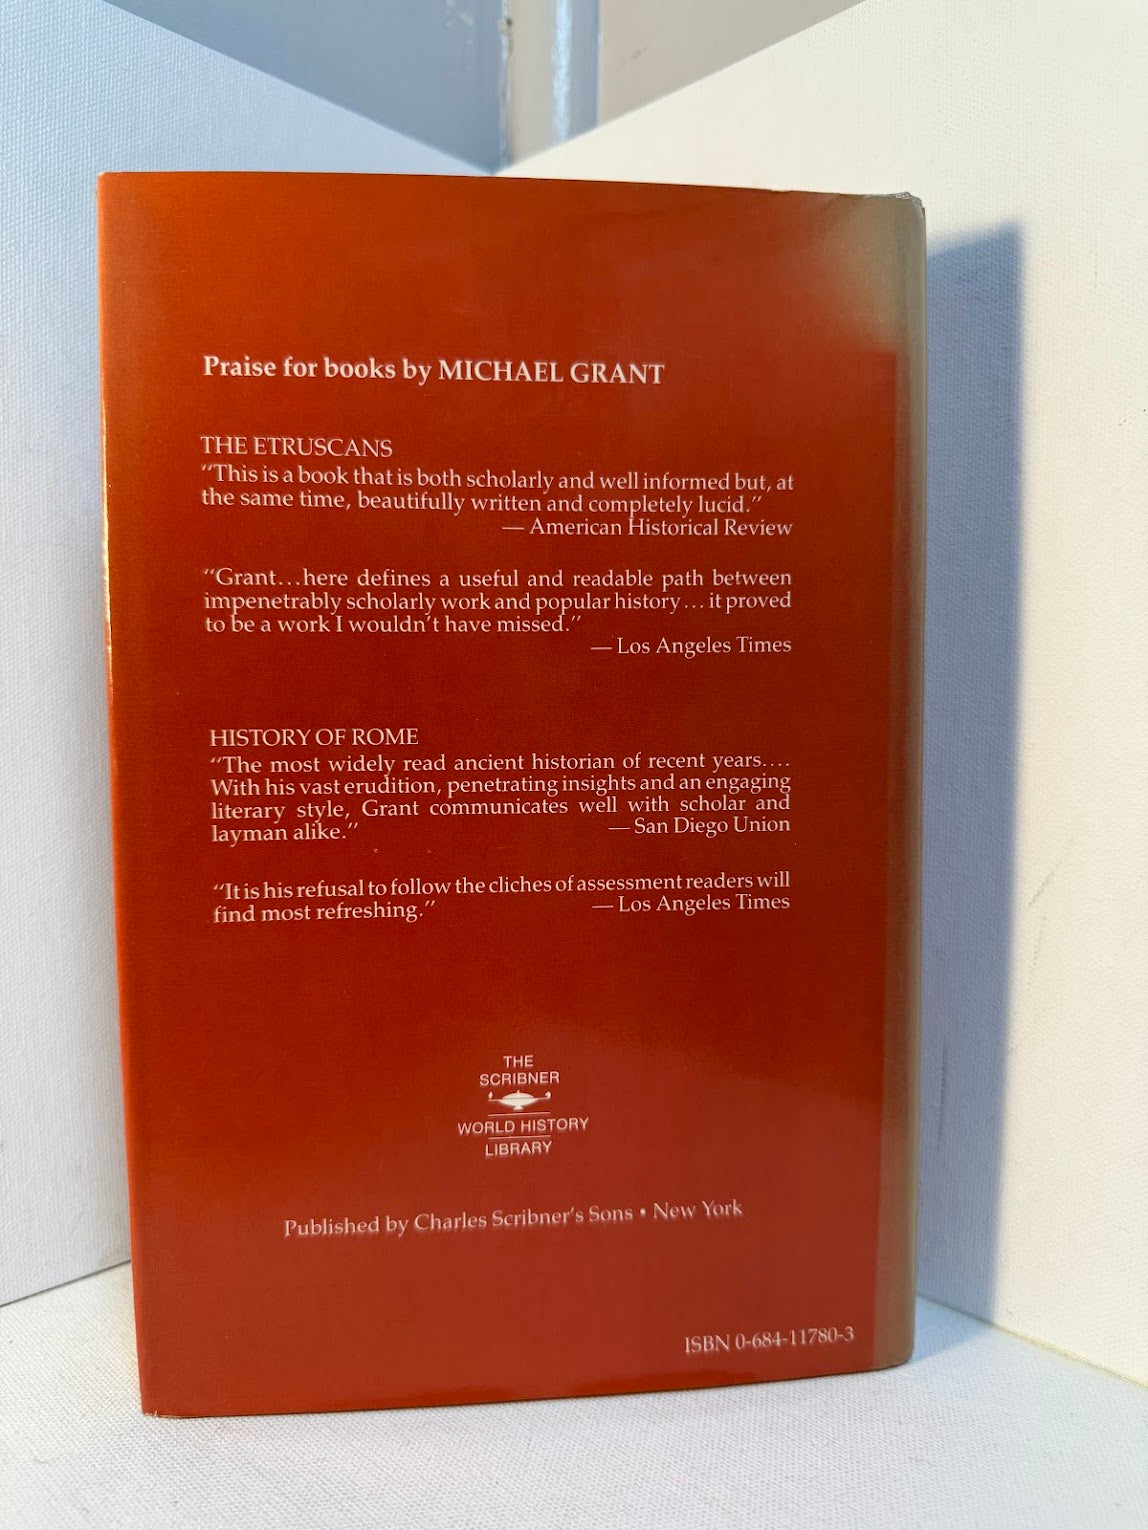 Praise for books by MICHAEL GRANT
THE ETRUSCANS
“This is a book that is both scholarly and well informed but, at
the same time, beautifully written and completely lucid.”
— American Historical Review
“Grant...here defines a useful and readable path between
impenetrably scholarly work and popular history... it proved
to be a work I wouldn't have missed.”
— Los Angeles Times
HISTORY OF ROME
“The most widely read ancient historian of recent years....
With his vast erudition, penetrating insights and an engaging
literary style, Grant communicates well with scholar and
layman alike.” — San Diego Union
“It is his refusal to follow the cliches of assessment readers will
find most refreshing.” — Los Angeles Times
THE
SCRIBNER
WORLD HISTORY
LIBRARY
Published by Charles Scribner's Sons • New York
ISBN 0-684-11780-3